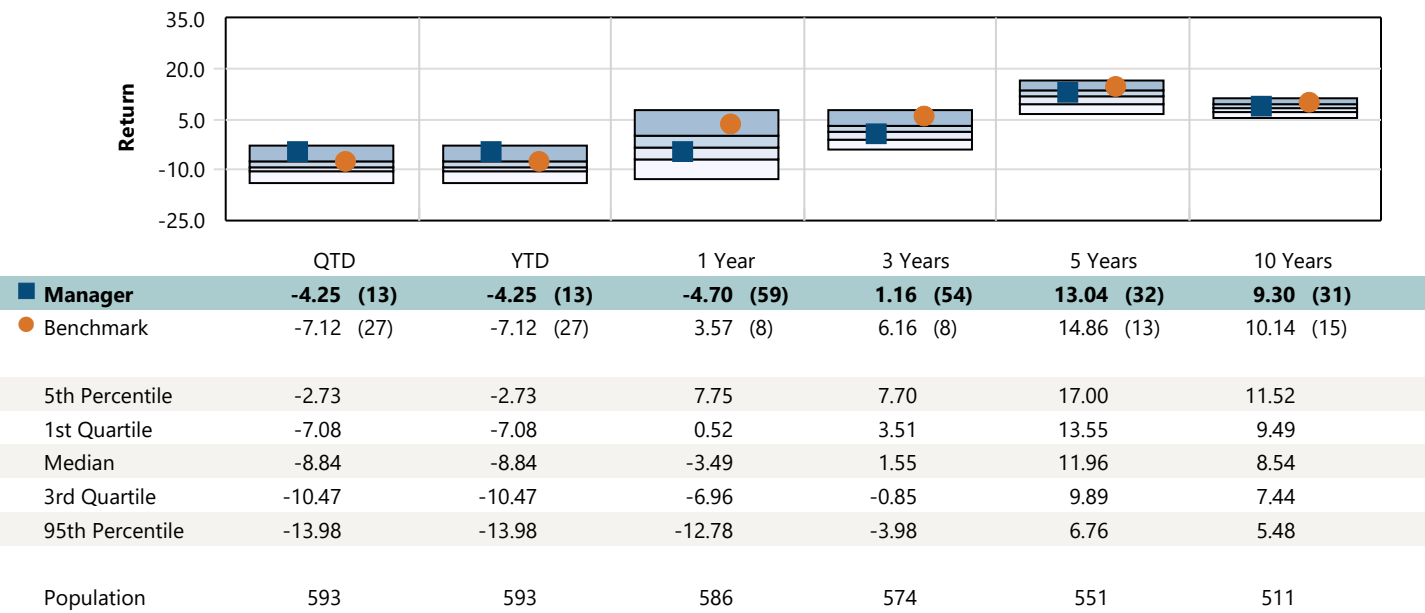 35.0
20.0
5.0
-10.0
-25.0
Return
QTD YTD 1 Year 3 Years 5 Years 10 Years
Manager -4.25 (13) -4.25 (13) -4.70 (59) 1.16 (54) 13.04 (32) 9.30 (31)
Benchmark -7.12 (27) -7.12 (27) 3.57 (8) 6.16 (8) 14.86 (13) 10.14 (15)
5th Percentile -2.73 -2.73 7.75 7.70 17.00 11.52
1st Quartile -7.08 -7.08 0.52 3.51 13.55 9.49
Median -8.84 -8.84 -3.49 1.55 11.96 8.54
3rd Quartile -10.47 -10.47 -6.96 -0.85 9.89 7.44
95th Percentile -13.98 -13.98 -12.78 -3.98 6.76 5.48
Population 593 593 586 574 551 511